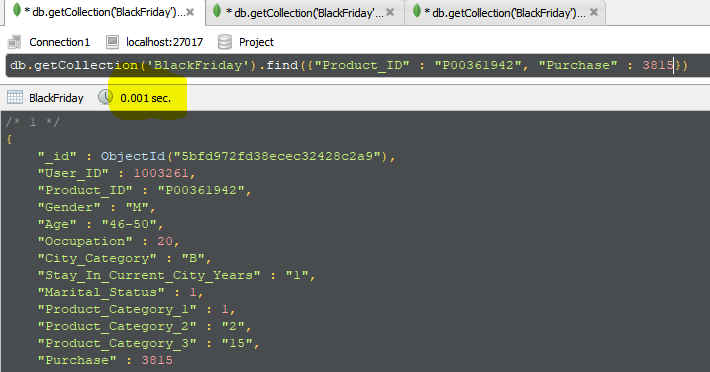 * db.getCollection('BlackFriday')... * db.getCollection('BlackFriday')... * db.getCollection('BlackFriday')...
Connection1 localhost:27017 Project
db.getCollection('BlackFriday').find({"Product_ID" : "P00361942", "Purchase" : 3815})
BlackFriday 0.001 sec.
/* 1 */
{
"_id" : ObjectId("5bfd972fd38ecec32428c2a9"),
"User_ID" : 1003261,
"Product_ID" : "P00361942",
"Gender" : "M",
"Age" : "46-50",
"Occupation" : 20,
"City_Category" : "B",
"Stay_In_Current_City_Years" : "1",
"Marital_Status" : 1,
"Product_Category_1" : 1,
"Product_Category_2" : "2",
"Product_Category_3" : "15",
"Purchase" : 3815